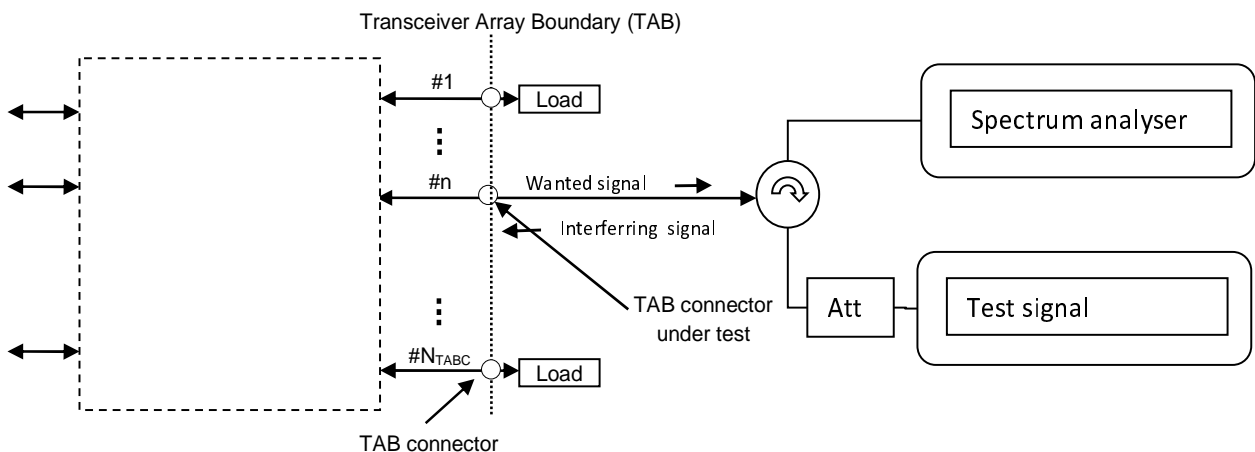 Transceiver Array Boundary (TAB)
#1
Load
Spectrum analyser
#n
Wanted signal
Interferring signal
TAB connector
under test
Att
Test signal
#NTABC
Load
TAB connector